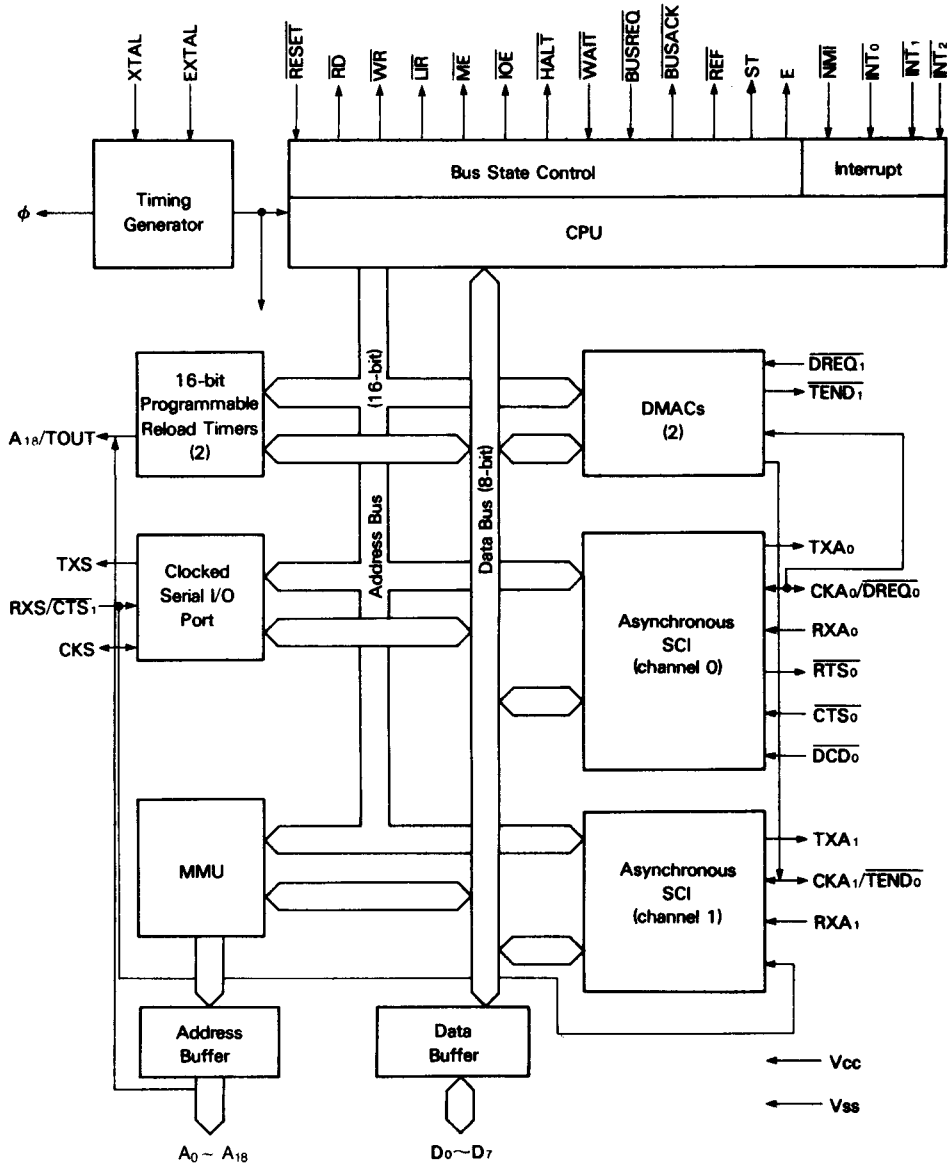 XTAL
EXTAL
RESET
RD
WR
LIR
ME
IOE
HALT
WAIT
BUSREQ
BUSACK
REF
ST
E
NMI
INT₀
INT₁
INT₂
Bus State Control
Interrupt
Timing
Generator
ϕ
CPU
16-bit
Programmable
Reload Timers
(2)
A₁₈/TOUT
Address Bus (16-bit)
Data Bus (8-bit)
DMACs
(2)
DREQ₁
TEND₁
TXS
RXS/CTS₁
CKS
Clocked
Serial I/O
Port
Asynchronous
SCI
(channel 0)
TXA₀
CKA₀/DREQ₀
RXA₀
RTS₀
CTS₀
DCD₀
MMU
Asynchronous
SCI
(channel 1)
TXA₁
CKA₁/TEND₀
RXA₁
Address
Buffer
Data
Buffer
Vcc
Vss
A₀ ~ A₁₈
D₀~D₇